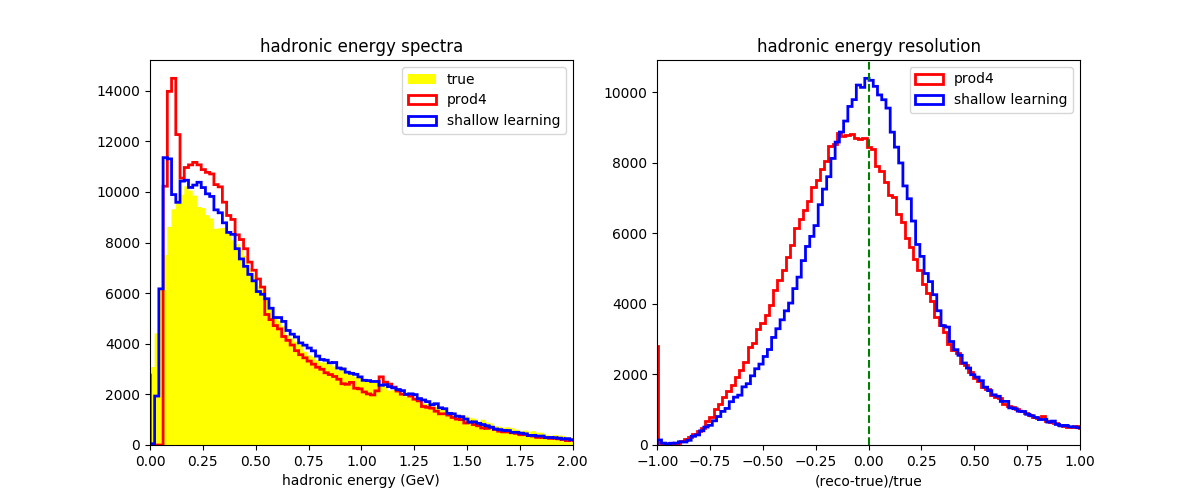 hadronic energy spectra
14000
12000
10000
8000
6000
4000
2000
0
0.00 0.25 0.50 0.75 1.00 1.25 1.50 1.75 2.00
hadronic energy (GeV)
true
prod4
shallow learning
hadronic energy resolution
10000
8000
6000
4000
2000
0
−1.00 −0.75 −0.50 −0.25 0.00 0.25 0.50 0.75 1.00
(reco-true)/true
prod4
shallow learning